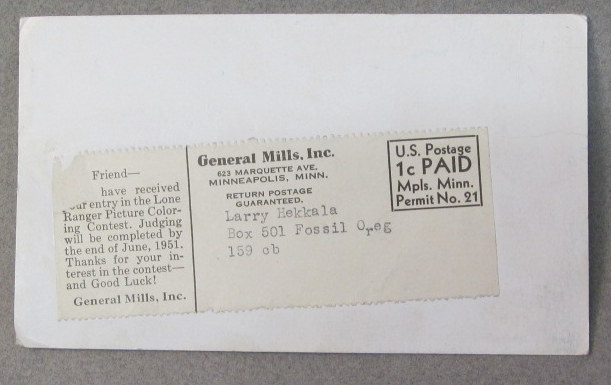 Friend—
have received
our entry in the Lone
Ranger Picture Color-
ing Contest. Judging
will be completed by
the end of June, 1951.
Thanks for your in-
terest in the contest—
and Good Luck!
General Mills, Inc.
General Mills, Inc.
623 MARQUETTE AVE.
MINNEAPOLIS, MINN.
RETURN POSTAGE
GUARANTEED.
Larry Hekkala
Box 501 Fossil Oreg
159 cb
U.S. Postage
1c PAID
Mpls. Minn.
Permit No. 21